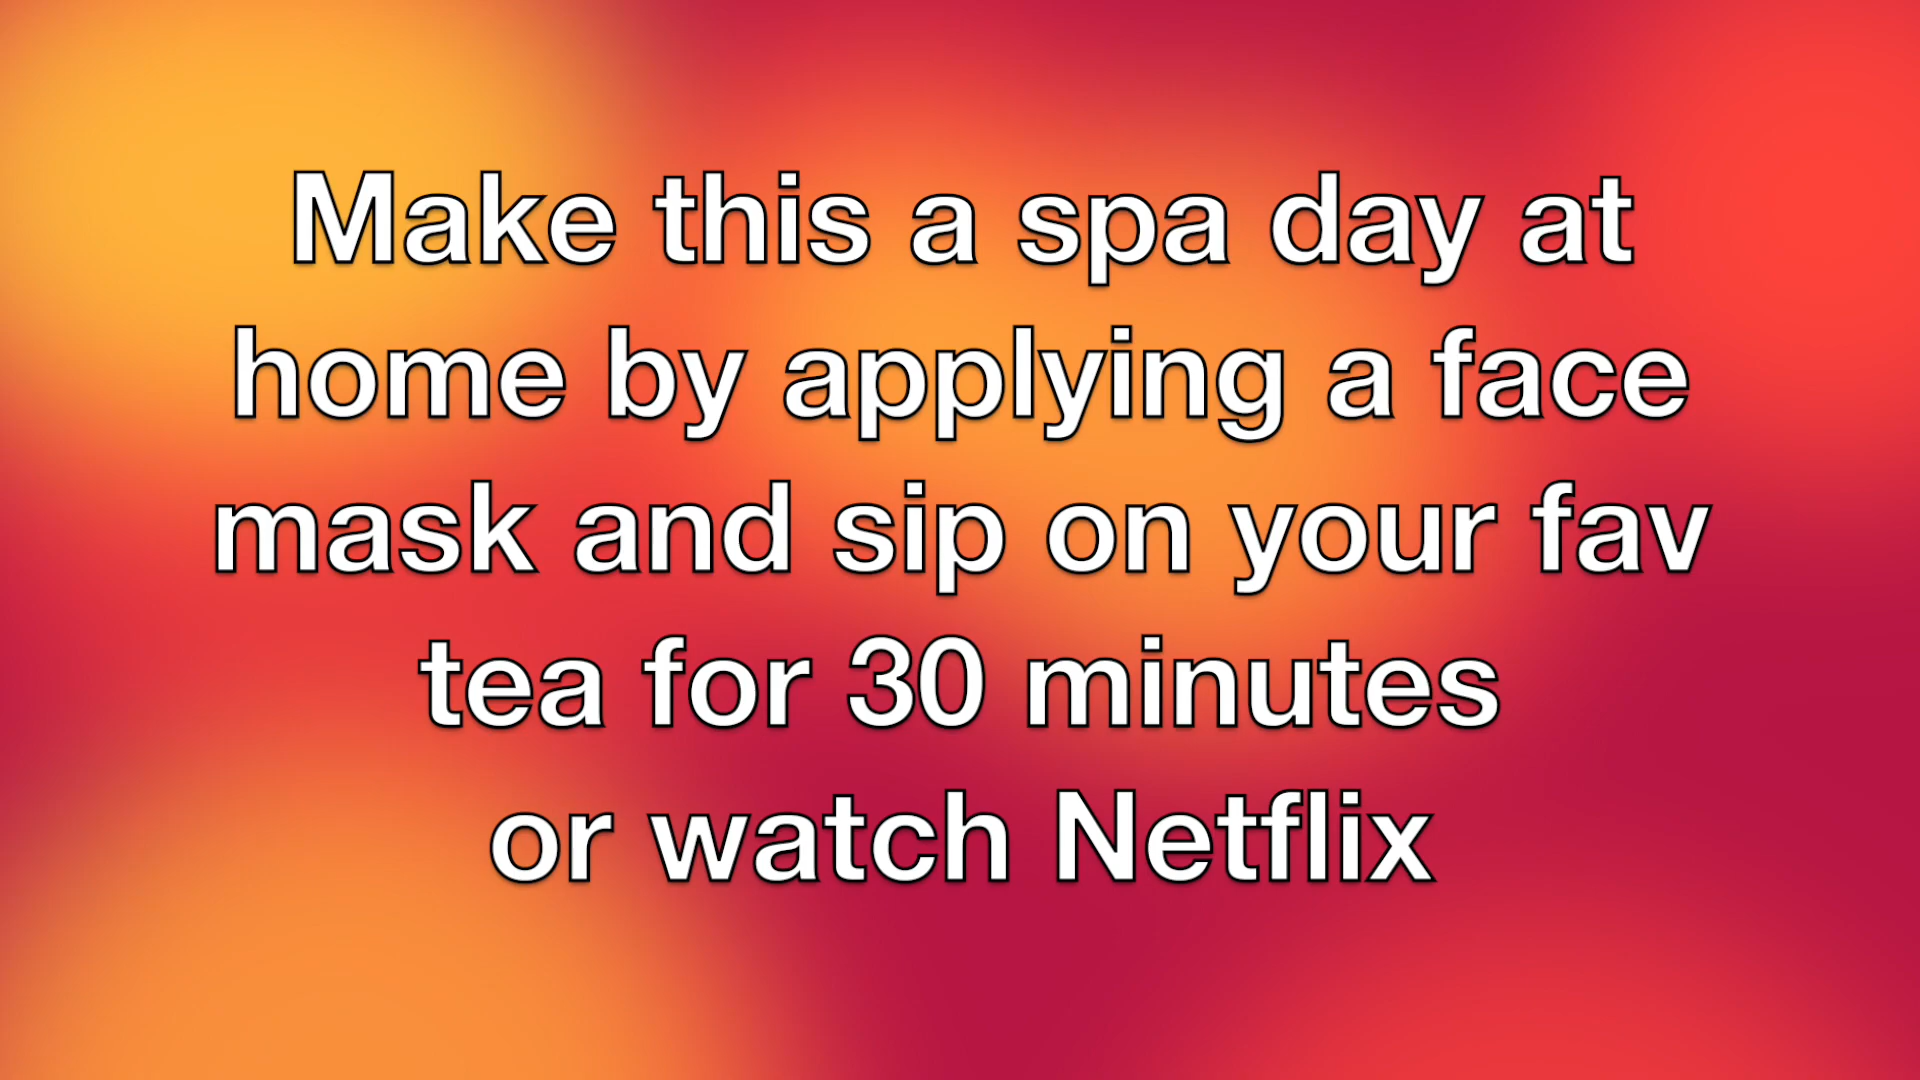 Make this a spa day at
home by applying a face
mask and sip on your fav
tea for 30 minutes
or watch Netflix